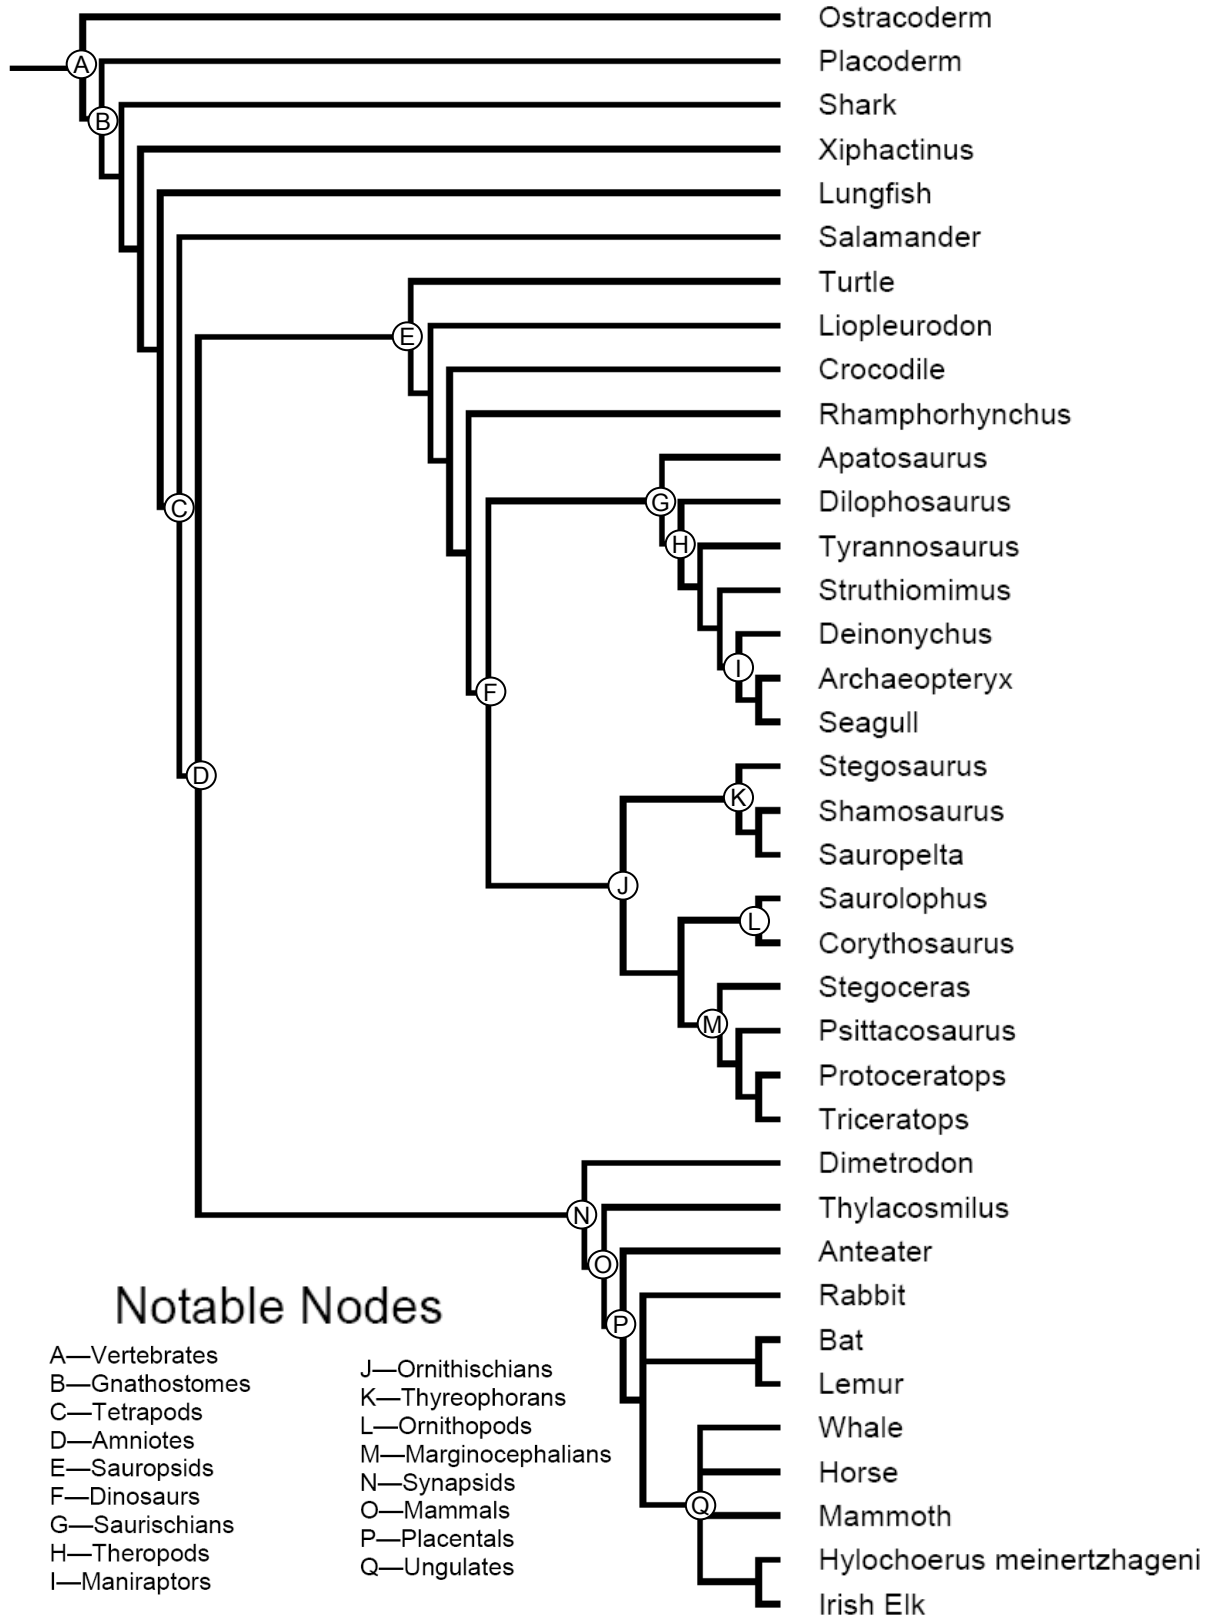 Ostracoderm
A
Placoderm
Shark
B
Xiphactinus
Lungfish
Salamander
Turtle
Liopleurodon
E
Crocodile
Rhamphorhynchus
Apatosaurus
Dilophosaurus
G
C
Tyrannosaurus
H
Struthiomimus
Deinonychus
I
Archaeopteryx
F
Seagull
Stegosaurus
D
K
Shamosaurus
Sauropelta
J
Saurolophus
L
Corythosaurus
Stegoceras
M
Psittacosaurus
Protoceratops
Triceratops
Dimetrodon
Thylacosmilus
N
Anteater
O
Rabbit
P
Bat
Lemur
Whale
Horse
Q
Mammoth
Hylochoerus meinertzhageni
Irish Elk
Notable Nodes
A—Vertebrates
B—Gnathostomes
C—Tetrapods
D—Amniotes
E—Sauropsids
F—Dinosaurs
G—Saurischians
H—Theropods
I—Maniraptors
J—Ornithischians
K—Thyreophorans
L—Ornithopods
M—Marginocephalians
N—Synapsids
O—Mammals
P—Placentals
Q—Ungulates